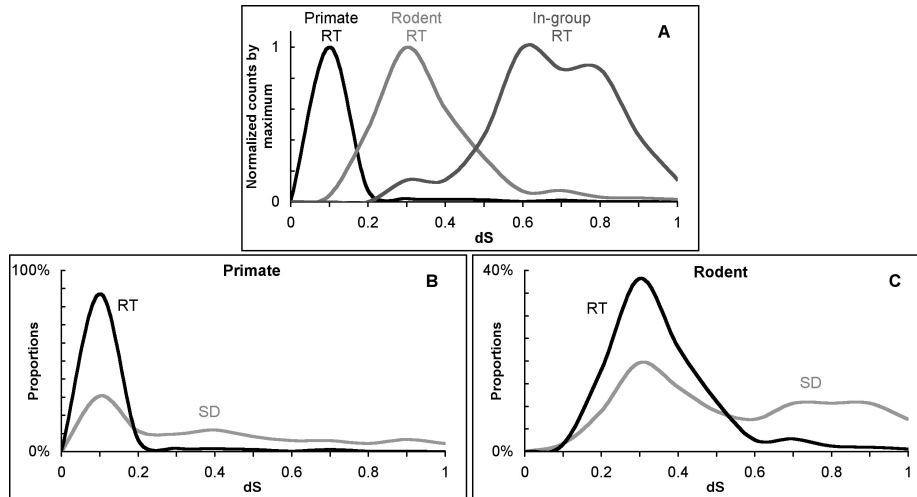 Primate RT
Rodent RT
In-group RT
A
Normalized counts by maximum
1
0
0 0.2 0.4 0.6 0.8 1
dS
Primate
B
100%
0%
Proportions
RT
SD
0 0.2 0.4 0.6 0.8 1
dS
Rodent
C
40%
0%
Proportions
RT
SD
0 0.2 0.4 0.6 0.8 1
dS